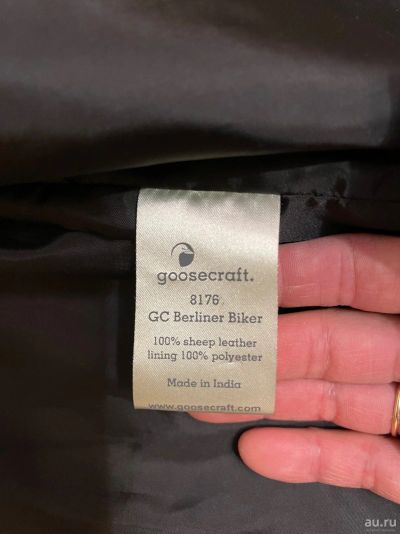 goosecraft.
8176
GC Berliner Biker
100% sheep leather
lining 100% polyester
Made in India
www.goosecraft.com
au.ru